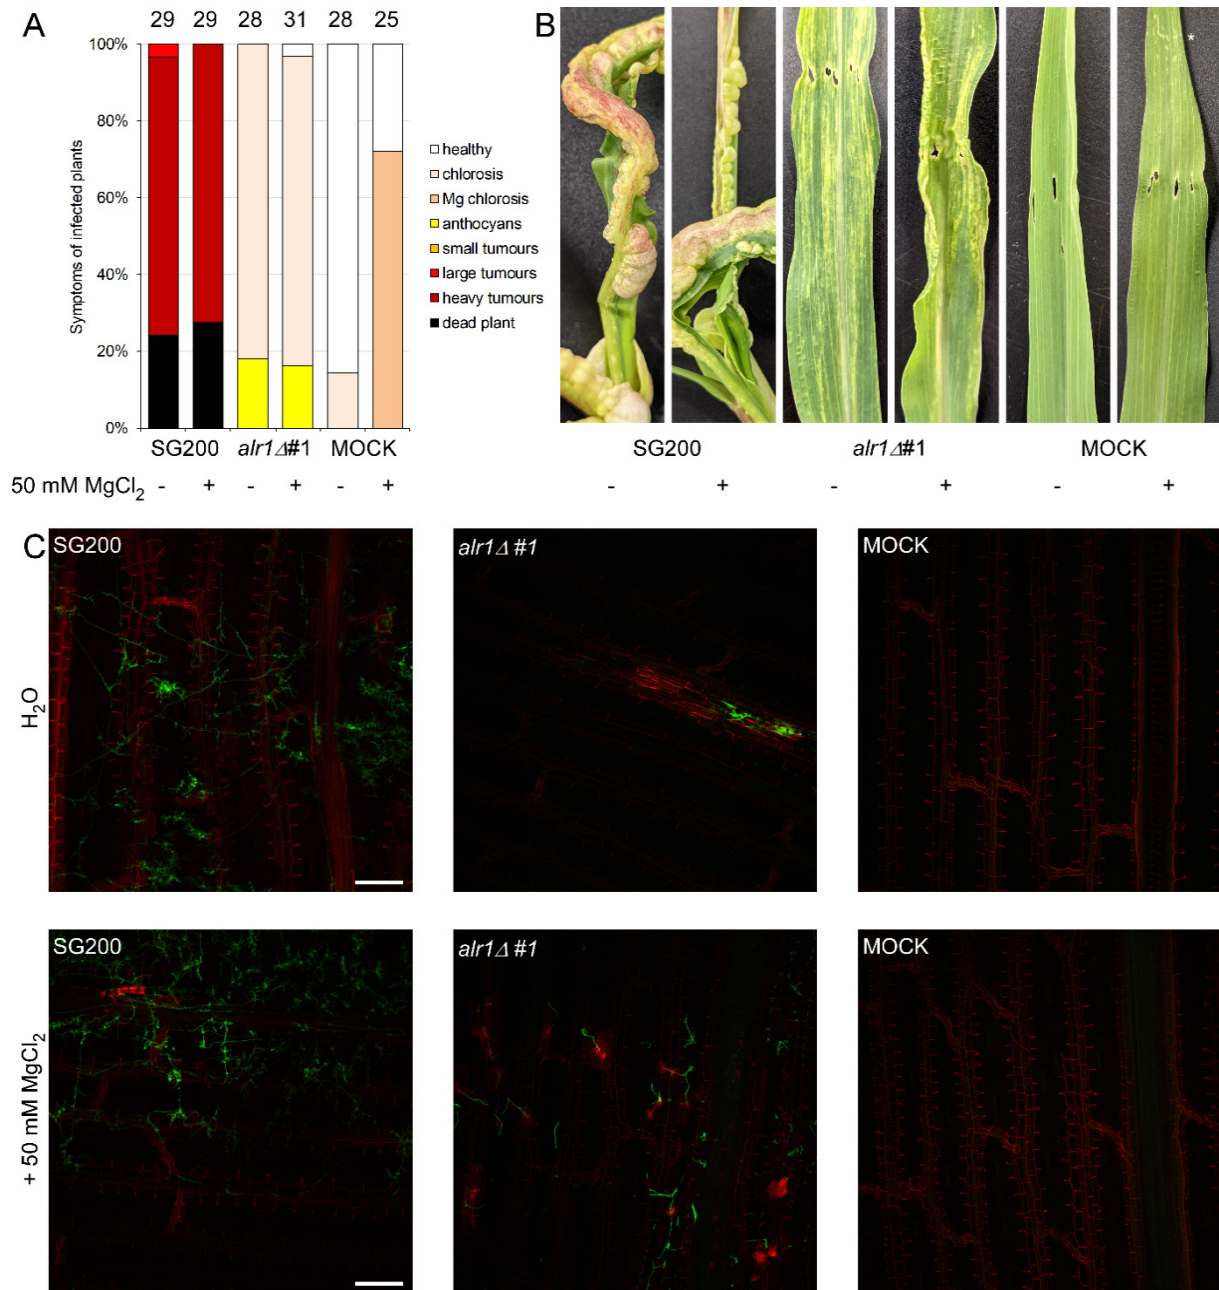 A
29 29 28 31 28 25
100%
80%
60%
40%
20%
0%
Symptoms of infected plants
healthy
chlorosis
Mg chlorosis
anthocyans
small tumours
large tumours
heavy tumours
dead plant
SG200 alr1Δ#1 MOCK
50 mM MgCl2 - + - + - +
B
*
SG200 alr1Δ#1 MOCK
- + - + - +
C
SG200
alr1Δ #1
MOCK
H2O
SG200
alr1Δ #1
MOCK
+ 50 mM MgCl2